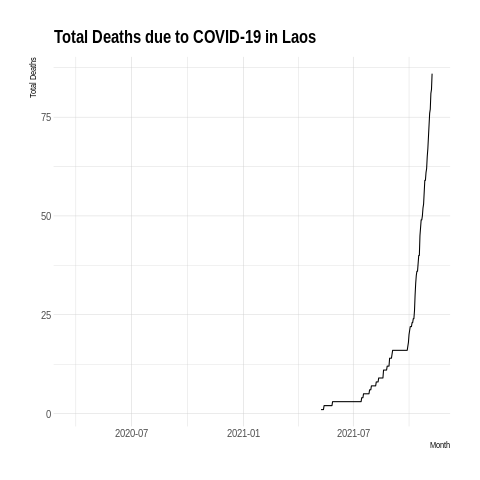 Total Deaths due to COVID-19 in Laos
Total Deaths
75
50
25
0
2020-07
2021-01
2021-07
Month